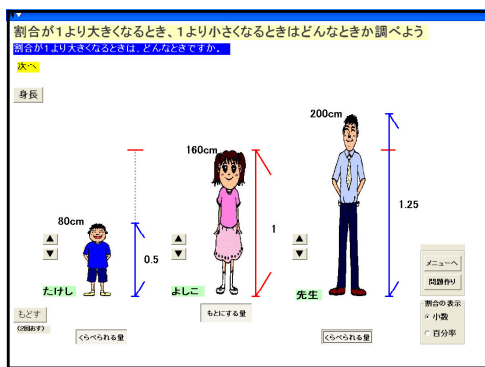 割合が1より大きくなるとき、1より小さくなるときはどんなときか調べよう
割合が1より大きくなるときは、どんなときですか。
次へ
身長
200cm
160cm
80cm
1.25
1
0.5
▲
▼
▲
▼
▲
▼
たけし
よしこ
先生
メニューへ
問題作り
割合の表示
小数
百分率
もどす
(2回おす)
くらべられる量
もとにする量
くらべられる量